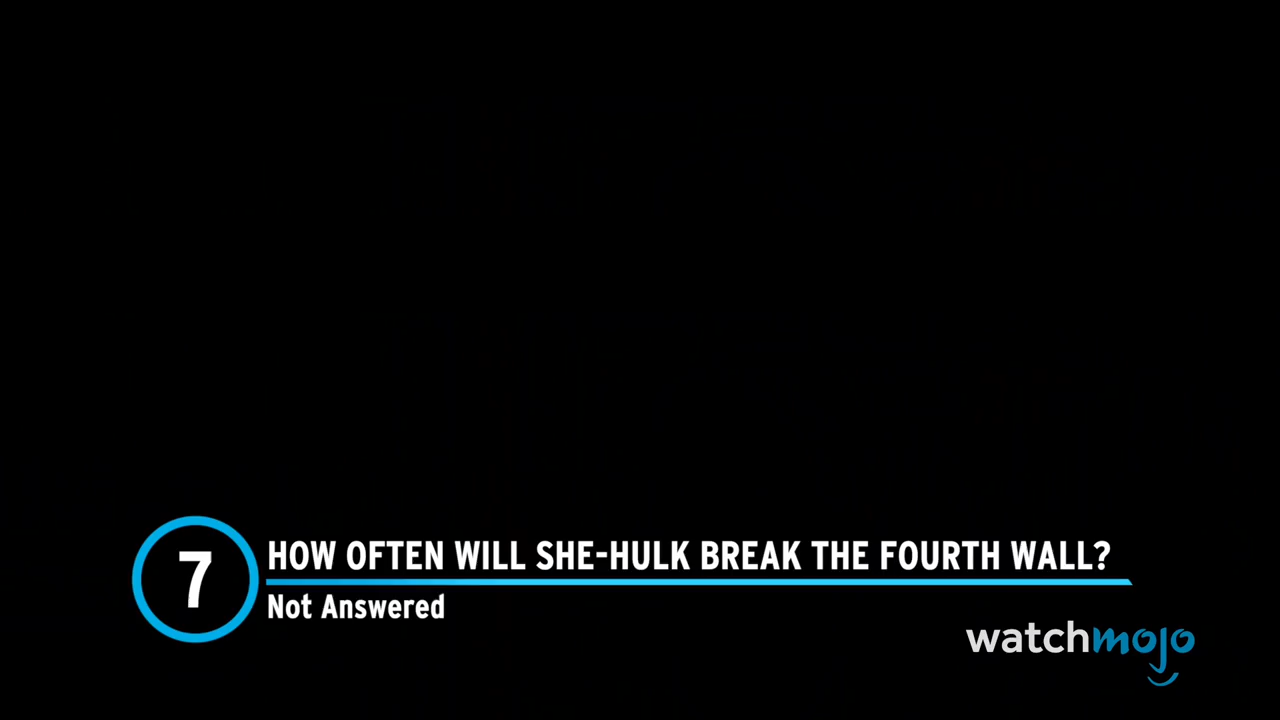 7
HOW OFTEN WILL SHE-HULK BREAK THE FOURTH WALL?
Not Answered
watchmojo